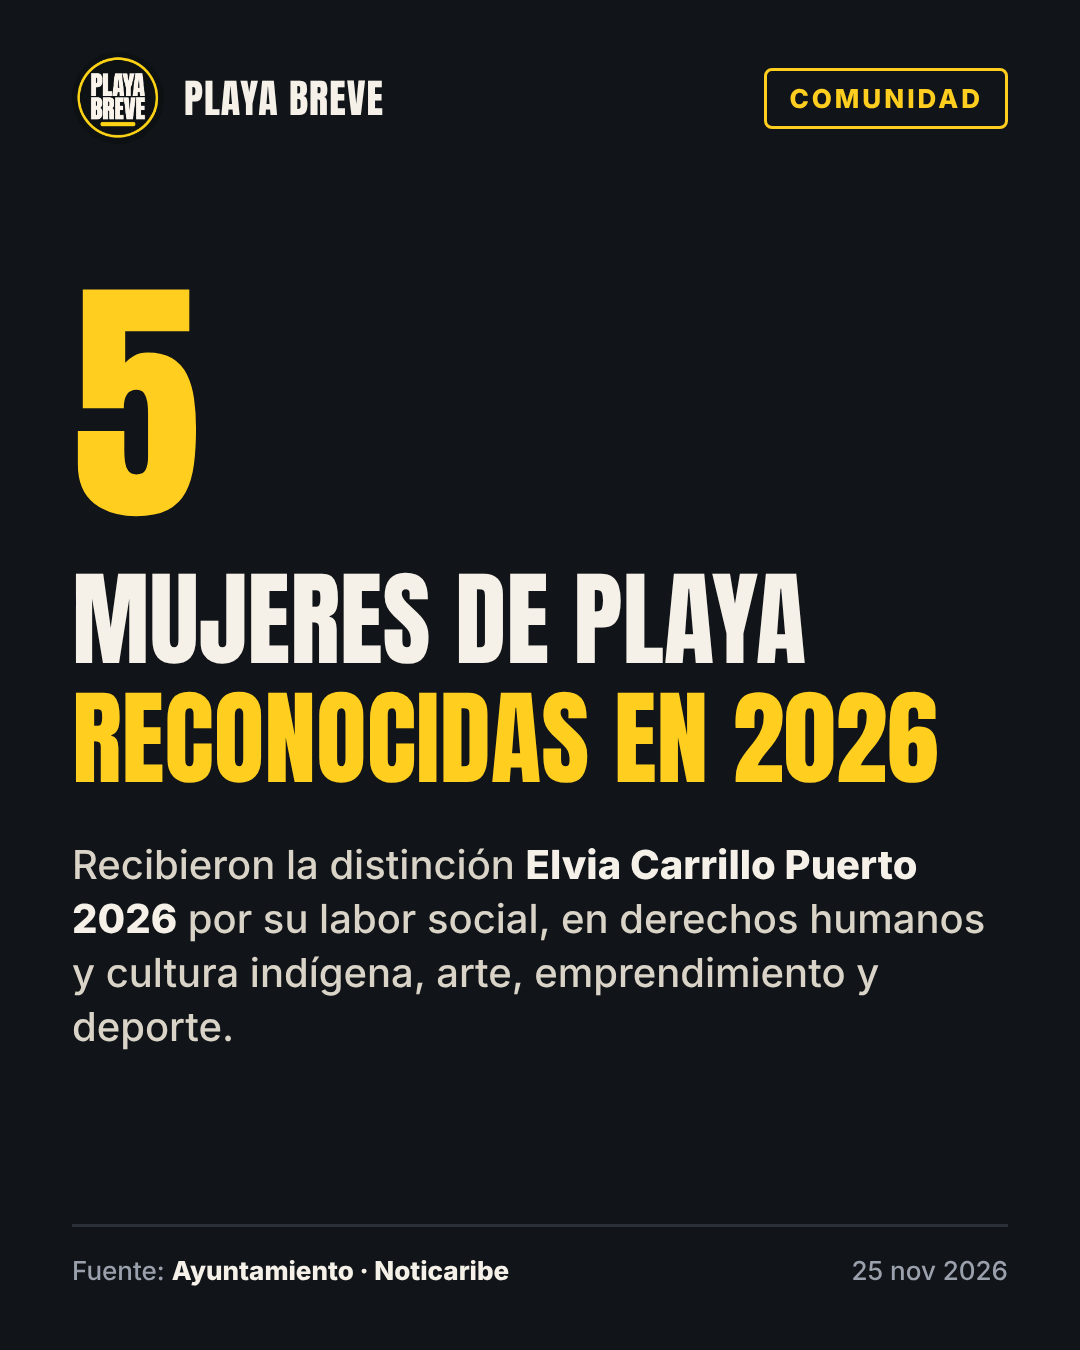 PLAYA
BREVE
PLAYA BREVE
COMUNIDAD
5
MUJERES DE PLAYA
RECONOCIDAS EN 2026
Recibieron la distinción Elvia Carrillo Puerto
2026 por su labor social, en derechos humanos
y cultura indígena, arte, emprendimiento y
deporte.
Fuente: Ayuntamiento · Noticaribe
25 nov 2026